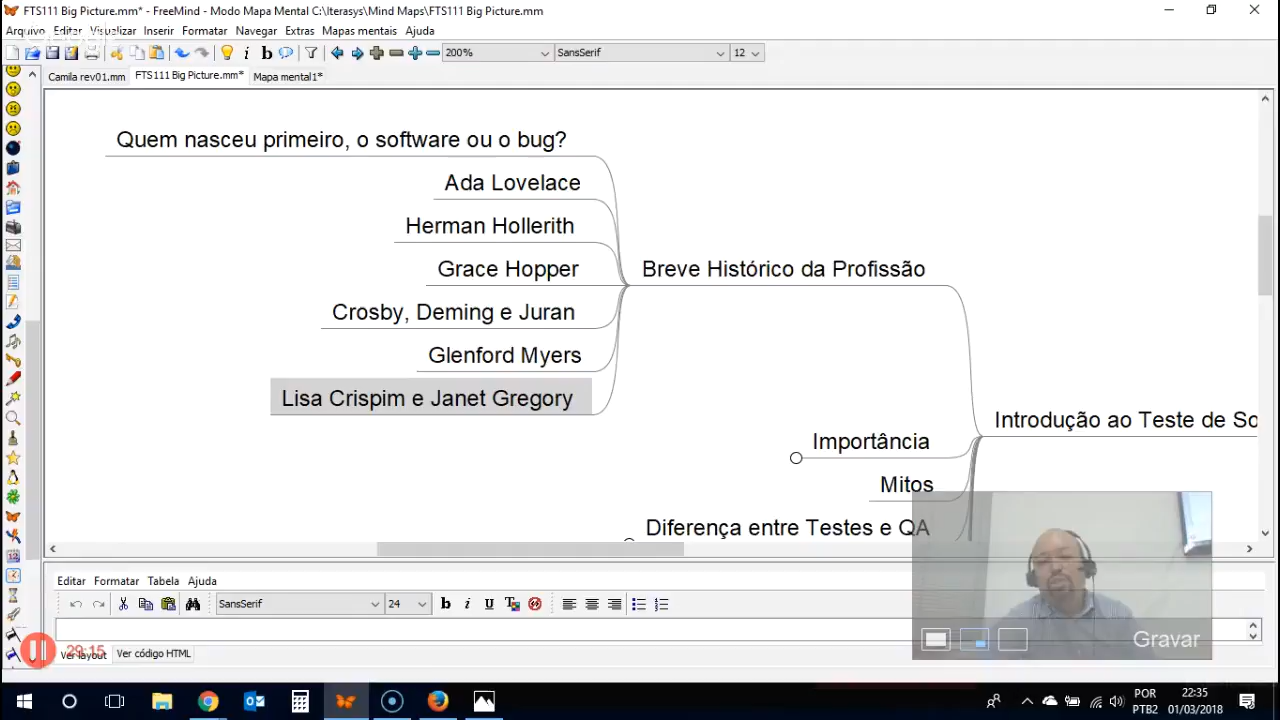 FTS111 Big Picture.mm* - FreeMind - Modo Mapa Mental C:\Iterasys\Mind Maps\FTS111 Big Picture.mm
Arquivo Editar Visualizar Inserir Formatar Navegar Extras Mapas mentais Ajuda
200% SansSerif 12
Camila rev01.mm FTS111 Big Picture.mm* Mapa mental1*
Quem nasceu primeiro, o software ou o bug?
Ada Lovelace
Herman Hollerith
Grace Hopper
Breve Histórico da Profissão
Crosby, Deming e Juran
Glenford Myers
Lisa Crispim e Janet Gregory
Introdução ao Teste de So
Importância
Mitos
Diferença entre Testes e QA
Editar Formatar Tabela Ajuda
SansSerif 24
Gravar
29:15
Ver layout Ver código HTML
POR 22:35
PTB2 01/03/2018